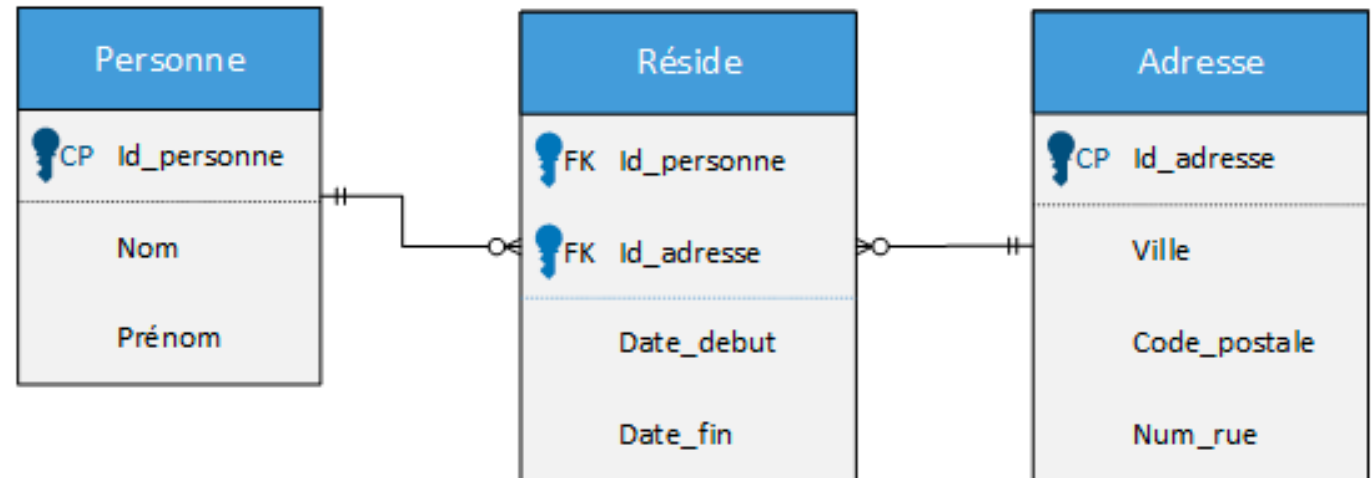 Personne
CP Id_personne
Nom
Prénom
Réside
FK Id_personne
FK Id_adresse
Date_debut
Date_fin
Adresse
CP Id_adresse
Ville
Code_postale
Num_rue